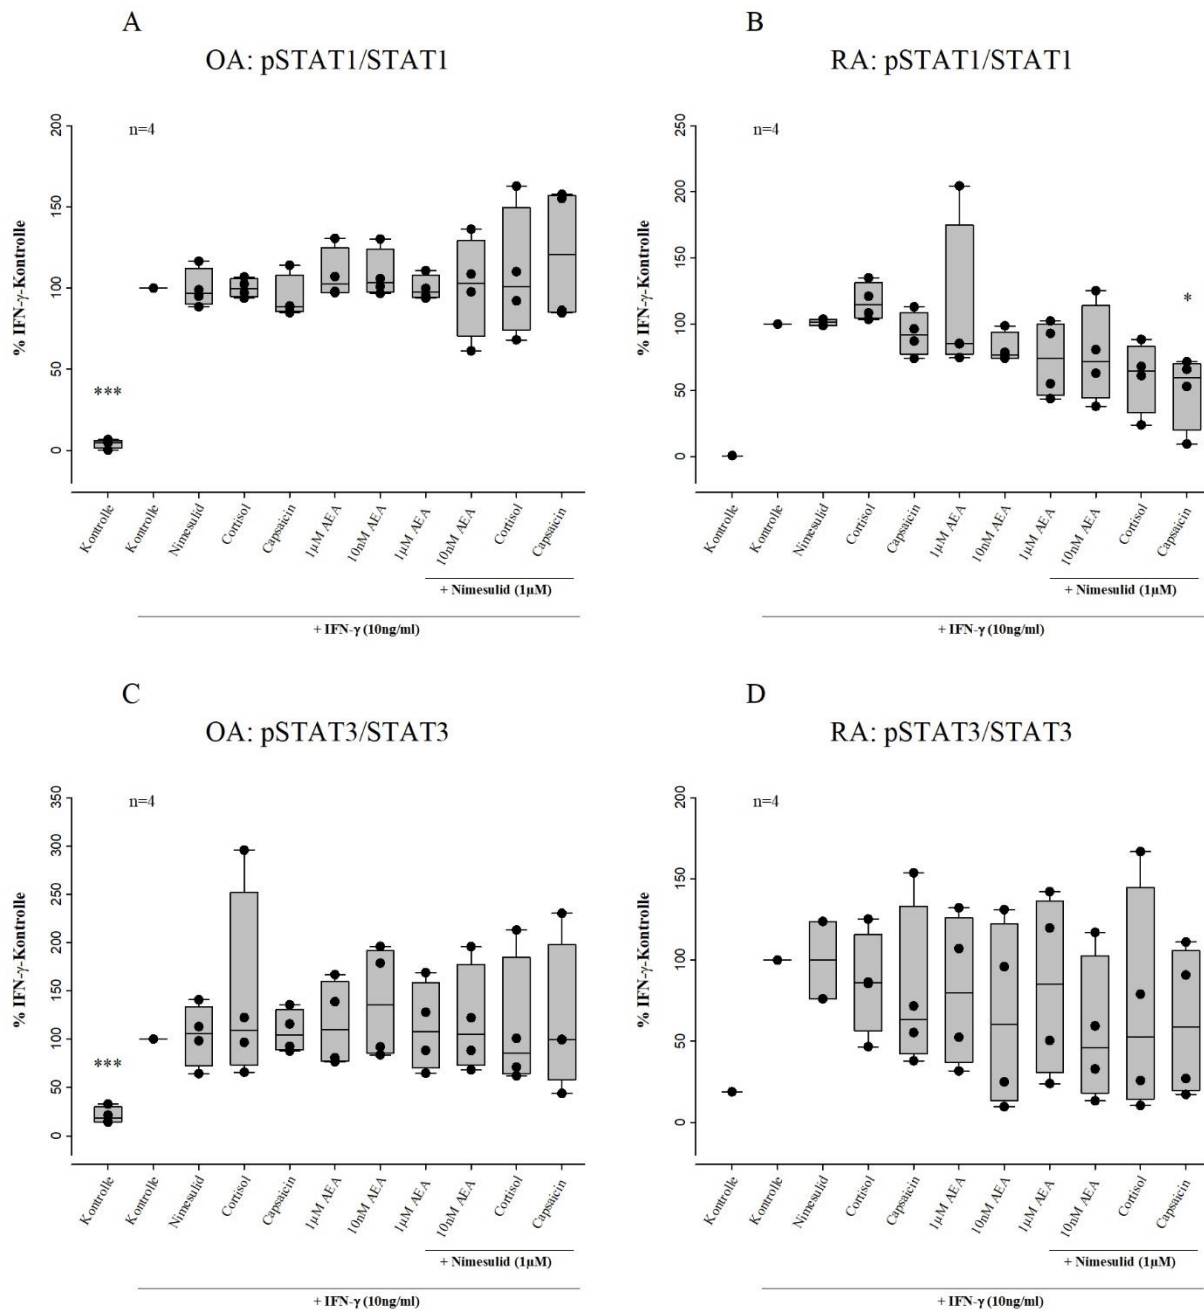 A
OA: pSTAT1/STAT1
n=4
% IFN-γ-Kontrolle
200
150
100
50
0
***
Kontrolle
Kontrolle
Nimesulid
Cortisol
Capsaicin
1µM AEA
10nM AEA
1µM AEA
10nM AEA
Cortisol
Capsaicin
+ Nimesulid (1µM)
+ IFN-γ (10ng/ml)
B
RA: pSTAT1/STAT1
n=4
% IFN-γ-Kontrolle
250
200
150
100
50
0
*
Kontrolle
Kontrolle
Nimesulid
Cortisol
Capsaicin
1µM AEA
10nM AEA
1µM AEA
10nM AEA
Cortisol
Capsaicin
+ Nimesulid (1µM)
+ IFN-γ (10ng/ml)
C
OA: pSTAT3/STAT3
n=4
% IFN-γ-Kontrolle
350
300
250
200
150
100
50
0
***
Kontrolle
Kontrolle
Nimesulid
Cortisol
Capsaicin
1µM AEA
10nM AEA
1µM AEA
10nM AEA
Cortisol
Capsaicin
+ Nimesulid (1µM)
+ IFN-γ (10ng/ml)
D
RA: pSTAT3/STAT3
n=4
% IFN-γ-Kontrolle
200
150
100
50
0
Kontrolle
Kontrolle
Nimesulid
Cortisol
Capsaicin
1µM AEA
10nM AEA
1µM AEA
10nM AEA
Cortisol
Capsaicin
+ Nimesulid (1µM)
+ IFN-γ (10ng/ml)